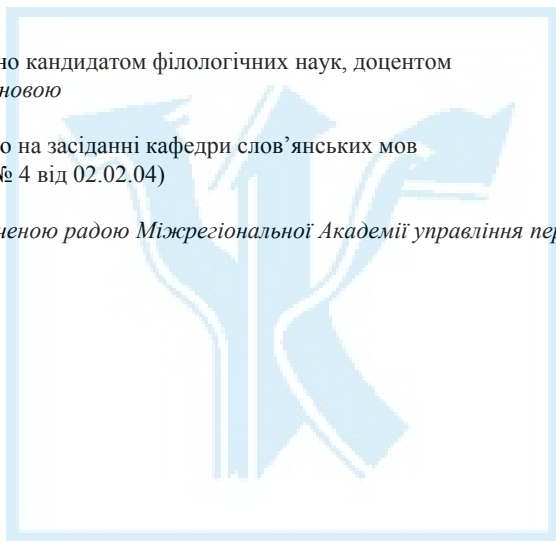 но кандидатом філологічних наук, доцентом
новою
о на засіданні кафедри слов’янських мов
№ 4 від 02.02.04)
ченою радою Міжрегіональної Академії управління пер